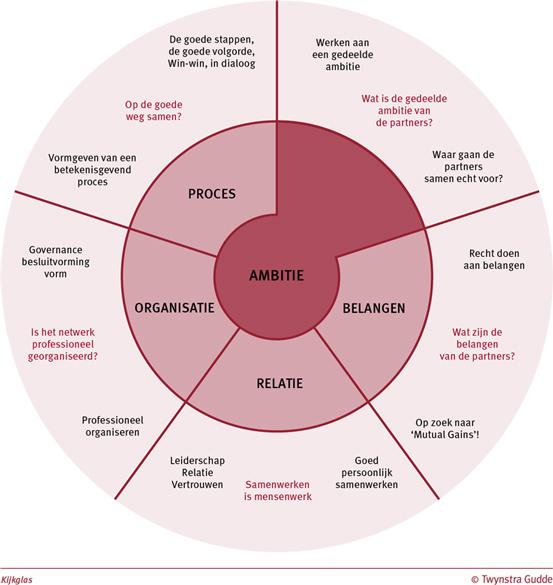 De goede stappen,
de goede volgorde,
Win-win, in dialoog
Op de goede
weg samen?
Vormgeven van een
betekenisgevend
proces
PROCES
Werken aan
een gedeelde
ambitie
Wat is de gedeelde
ambitie van
de partners?
Waar gaan de
partners
samen echt voor?
AMBITIE
Recht doen
aan belangen
Wat zijn de
belangen
van de partners?
Op zoek naar
‘Mutual Gains’!
BELANGEN
RELATIE
Goed
persoonlijk
samenwerken
Samenwerken
is mensenwerk
Leiderschap
Relatie
Vertrouwen
ORGANISATIE
Governance
besluitvorming
vorm
Is het netwerk
professioneel
georganiseerd?
Professioneel
organiseren
Kijkglas
© Twynstra Gudde